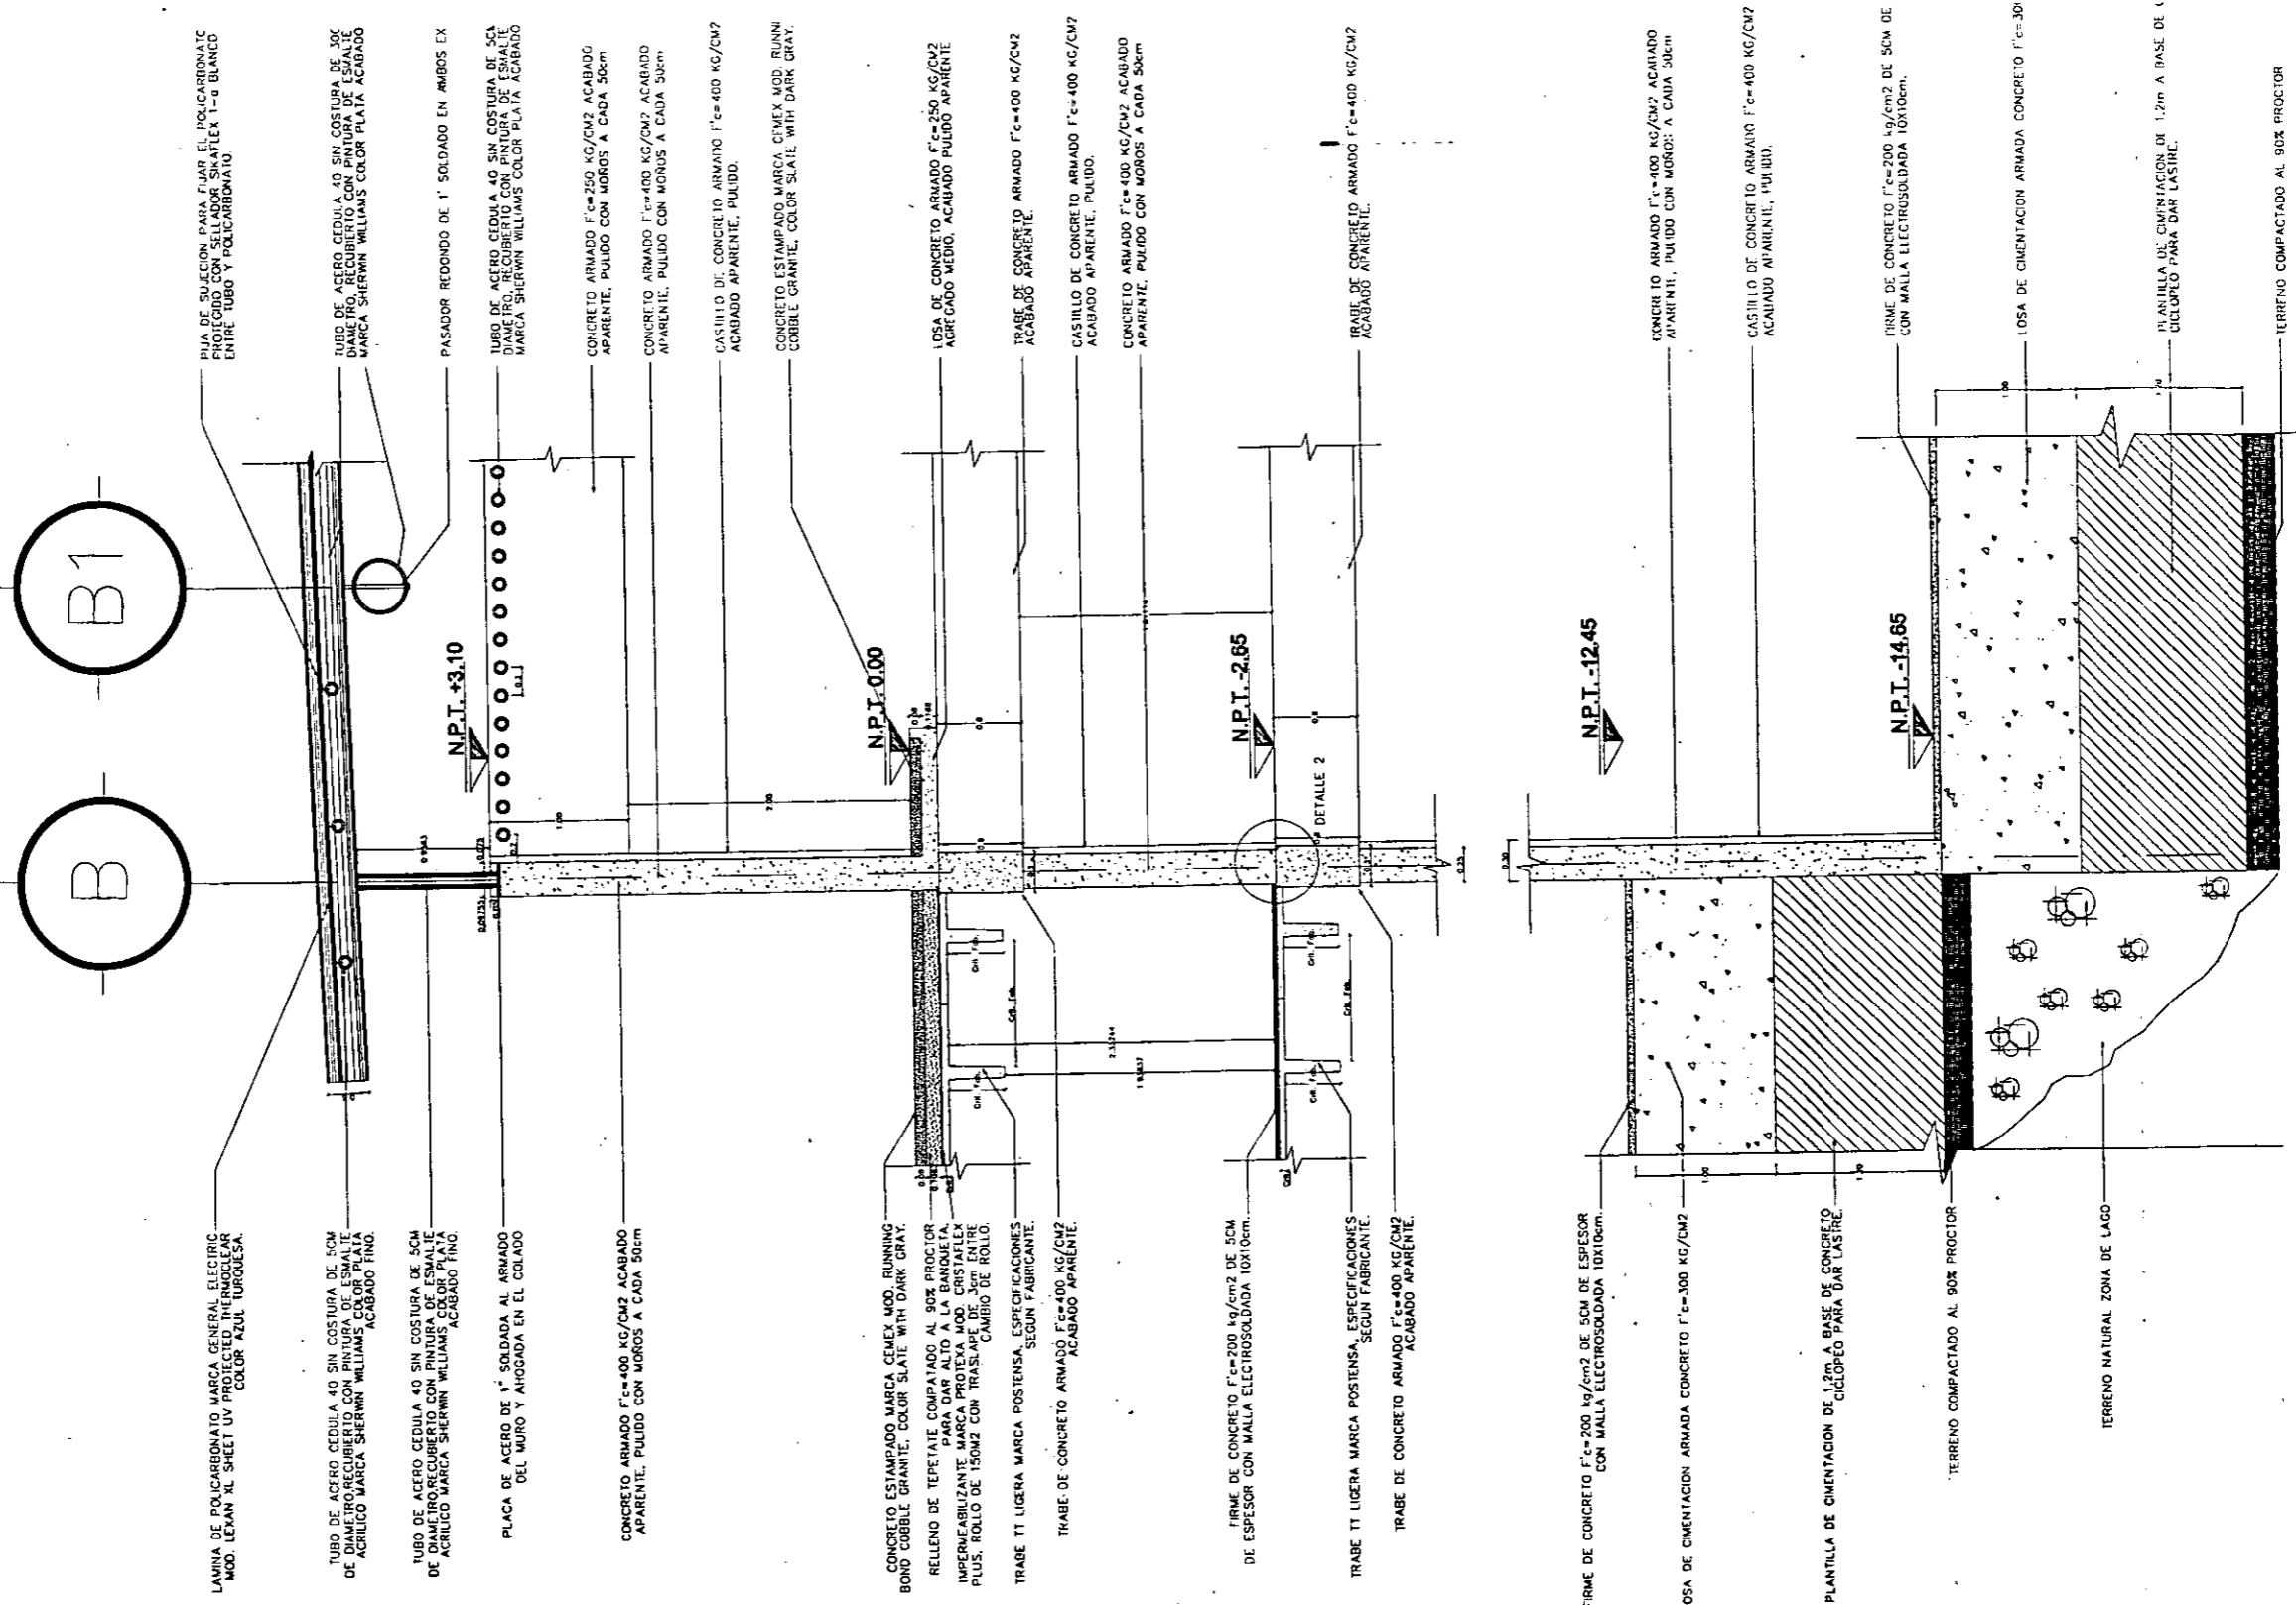 B
B1
LAMINA DE POLICARBONATO MARCA GENERAL ELECTRIC
MOD. LEXAN XL SHEET UV PROTECTED THERMOCLEAR
COLOR AZUL TURQUESA.
TUBO DE ACERO CEDULA 40 SIN COSTURA DE 5CM
DE DIAMETRO,RECUBIERTO CON PINTURA DE ESMALTE
ACRILICO MARCA SHERWIN WILLIAMS COLOR PLATA
ACABADO FINO.
TUBO DE ACERO CEDULA 40 SIN COSTURA DE 5CM
DE DIAMETRO,RECUBIERTO CON PINTURA DE ESMALTE
ACRILICO MARCA SHERWIN WILLIAMS COLOR PLATA
ACABADO FINO.
PLACA DE ACERO DE 1" SOLDADA AL ARMADO
DEL MURO Y AHOGADA EN EL COLADO
CONCRETO ARMADO F'c=400 KG/CM2 ACABADO
APARENTE, PULIDO CON MOÑOS A CADA 50cm
CONCRETO ESTAMPADO MARCA CEMEX MOD. RUNNING
BOND COBBLE GRANITE, COLOR SLATE WITH DARK GRAY.
RELLENO DE TEPETATE COMPATADO AL 90% PROCTOR
PARA DAR ALTO A LA BANQUETA.
IMPERMEABILIZANTE MARCA PROTEXA MOD. CRISTAFLEX
PLUS, ROLLO DE 150M2 CON TRASLAPE DE 3cm ENTRE
CAMBIO DE ROLLO.
TRABE TT LIGERA MARCA POSTENSA, ESPECIFICACIONES
SEGUN FABRICANTE.
TRABE DE CONCRETO ARMADO F'c=400 KG/CM2
ACABADO APARENTE.
FIRME DE CONCRETO F'c=200 kg/cm2 DE 5CM
DE ESPESOR CON MALLA ELECTROSOLDADA 10X10cm.
TRABE TT LIGERA MARCA POSTENSA, ESPECIFICACIONES
SEGUN FABRICANTE.
TRABE DE CONCRETO ARMADO F'c=400 KG/CM2
ACABADO APARENTE.
FIRME DE CONCRETO F'c=200 kg/cm2 DE 5CM DE ESPESOR
CON MALLA ELECTROSOLDADA 10X10cm.
OSA DE CIMENTACION ARMADA CONCRETO F'c=300 KG/CM2
PLANTILLA DE CIMENTACION DE 1.2m A BASE DE CONCRETO
CICLOPEO PARA DAR LASTRE.
TERRENO COMPACTADO AL 90% PROCTOR
TERRENO NATURAL ZONA DE LAGO
N.P.T. +3.10
N.P.T. 0.00
N.P.T. -2.65
DETALLE 2
N.P.T. -12.45
N.P.T. -14.65
0.9543
1.00
2.00
0.8
0.8
0.25
0.30
1.00
1.20
1.00
PIJA DE SUJECION PARA FIJAR EL POLICARBONATO
PROTEGIDO CON SELLADOR SIKAFLEX 1-a BLANCO
ENTRE TUBO Y POLICARBONATO.
TUBO DE ACERO CEDULA 40 SIN COSTURA DE 30C
DIAMETRO, RECUBIERTO CON PINTURA DE ESMALTE
MARCA SHERWIN WILLIAMS COLOR PLATA ACABADO
PASADOR REDONDO DE 1" SOLDADO EN AMBOS EX
TUBO DE ACERO CEDULA 40 SIN COSTURA DE 5CM
DIAMETRO, RECUBIERTO CON PINTURA DE ESMALTE
MARCA SHERWIN WILLIAMS COLOR PLATA ACABADO
CONCRETO ARMADO F'c=250 KG/CM2 ACABADO
APARENTE, PULIDO CON MOÑOS A CADA 50cm
CONCRETO ARMADO F'c=400 KG/CM2 ACABADO
APARENTE, PULIDO CON MOÑOS A CADA 50cm
CASTILLO DE CONCRETO ARMADO F'c=400 KG/CM2
ACABADO APARENTE, PULIDO.
CONCRETO ESTAMPADO MARCA CEMEX MOD. RUNNI
COBBLE GRANITE, COLOR SLATE WITH DARK GRAY.
LOSA DE CONCRETO ARMADO F'c=250 KG/CM2
AGREGADO MEDIO, ACABADO PULIDO APARENTE
TRABE DE CONCRETO ARMADO F'c=400 KG/CM2
ACABADO APARENTE.
CASTILLO DE CONCRETO ARMADO F'c=400 KG/CM2
ACABADO APARENTE, PULIDO.
CONCRETO ARMADO F'c=400 KG/CM2 ACABADO
APARENTE, PULIDO CON MOÑOS A CADA 50cm
TRABE DE CONCRETO ARMADO F'c=400 KG/CM2
ACABADO APARENTE.
CONCRETO ARMADO F'c=400 KG/CM2 ACABADO
APARENTE, PULIDO CON MOÑOS A CADA 50cm
CASTILLO DE CONCRETO ARMADO F'c=400 KG/CM2
ACABADO APARENTE, PULIDO.
FIRME DE CONCRETO F'c=200 kg/cm2 DE 5CM DE
CON MALLA ELECTROSOLDADA 10X10cm.
LOSA DE CIMENTACION ARMADA CONCRETO F'c=30
PLANTILLA DE CIMENTACION DE 1.2m A BASE DE
CICLOPEO PARA DAR LASTRE.
TERRENO COMPACTADO AL 90% PROCTOR